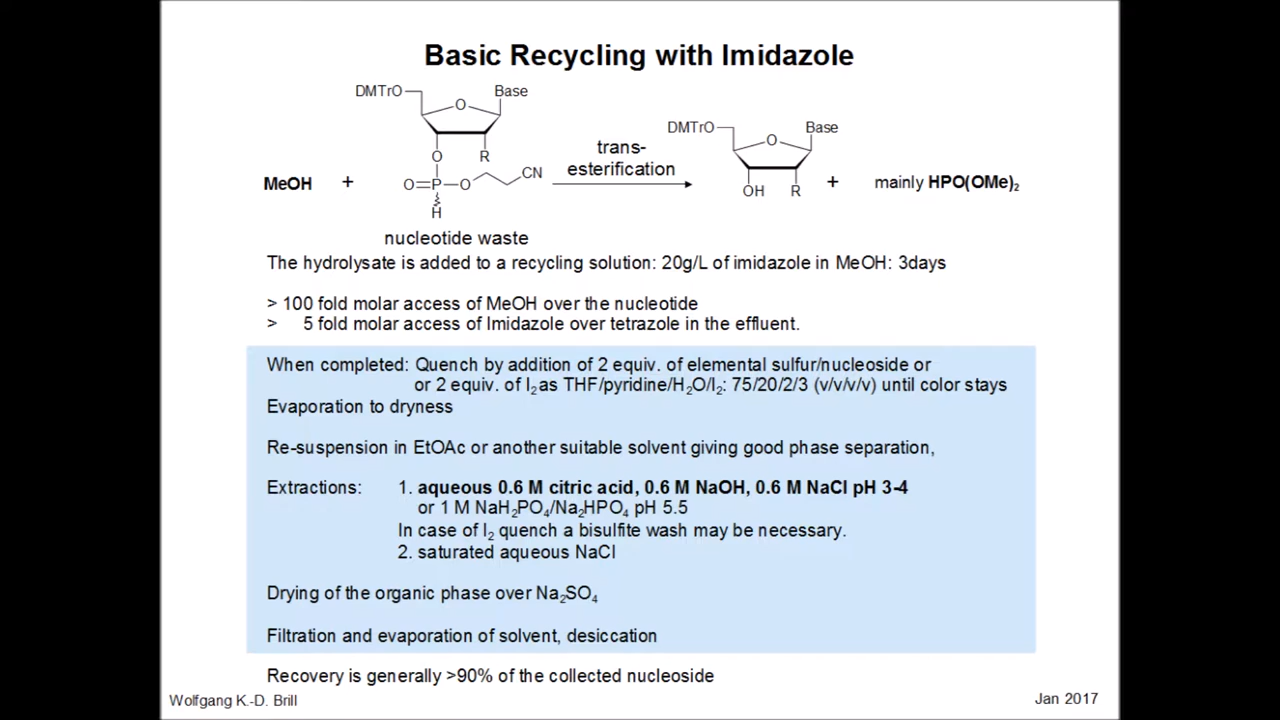 Basic Recycling with Imidazole
DMTrO
O
Base
O
R
MeOH
+
O=P
O
CN
H
nucleotide waste
trans-
esterification
DMTrO
O
Base
OH
R
+
mainly HPO(OMe)₂
The hydrolysate is added to a recycling solution: 20g/L of imidazole in MeOH: 3days
> 100 fold molar access of MeOH over the nucleotide
> 5 fold molar access of Imidazole over tetrazole in the effluent.
When completed: Quench by addition of 2 equiv. of elemental sulfur/nucleoside or
or 2 equiv. of I₂ as THF/pyridine/H₂O/I₂: 75/20/2/3 (v/v/v/v) until color stays
Evaporation to dryness
Re-suspension in EtOAc or another suitable solvent giving good phase separation,
Extractions: 1. aqueous 0.6 M citric acid, 0.6 M NaOH, 0.6 M NaCl pH 3-4
or 1 M NaH₂PO₄/Na₂HPO₄ pH 5.5
In case of I₂ quench a bisulfite wash may be necessary.
2. saturated aqueous NaCl
Drying of the organic phase over Na₂SO₄
Filtration and evaporation of solvent, desiccation
Recovery is generally >90% of the collected nucleoside
Wolfgang K.-D. Brill
Jan 2017